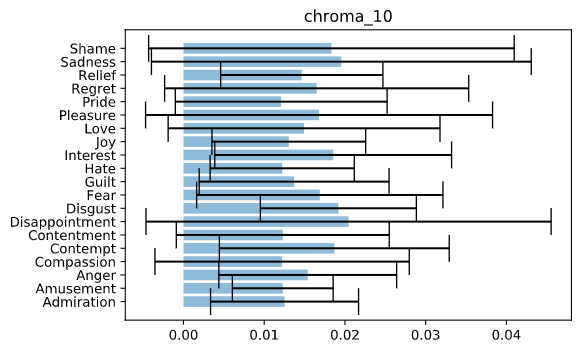 chroma_10
Shame
Sadness
Relief
Regret
Pride
Pleasure
Love
Joy
Interest
Hate
Guilt
Fear
Disgust
Disappointment
Contentment
Contempt
Compassion
Anger
Amusement
Admiration
0.00 0.01 0.02 0.03 0.04